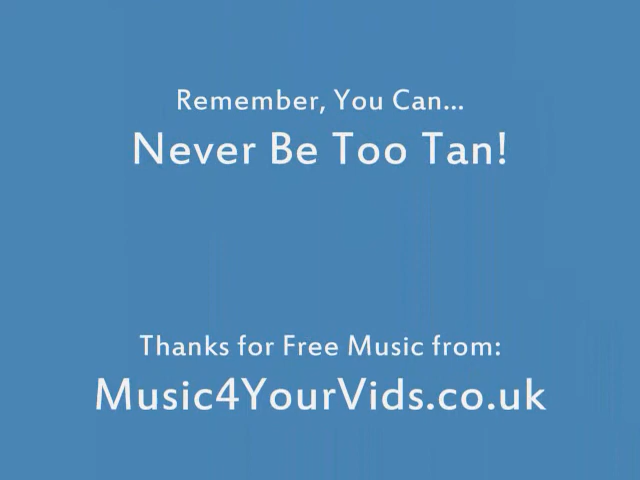 Remember, You Can...
Never Be Too Tan!
Thanks for Free Music from:
Music4YourVids.co.uk